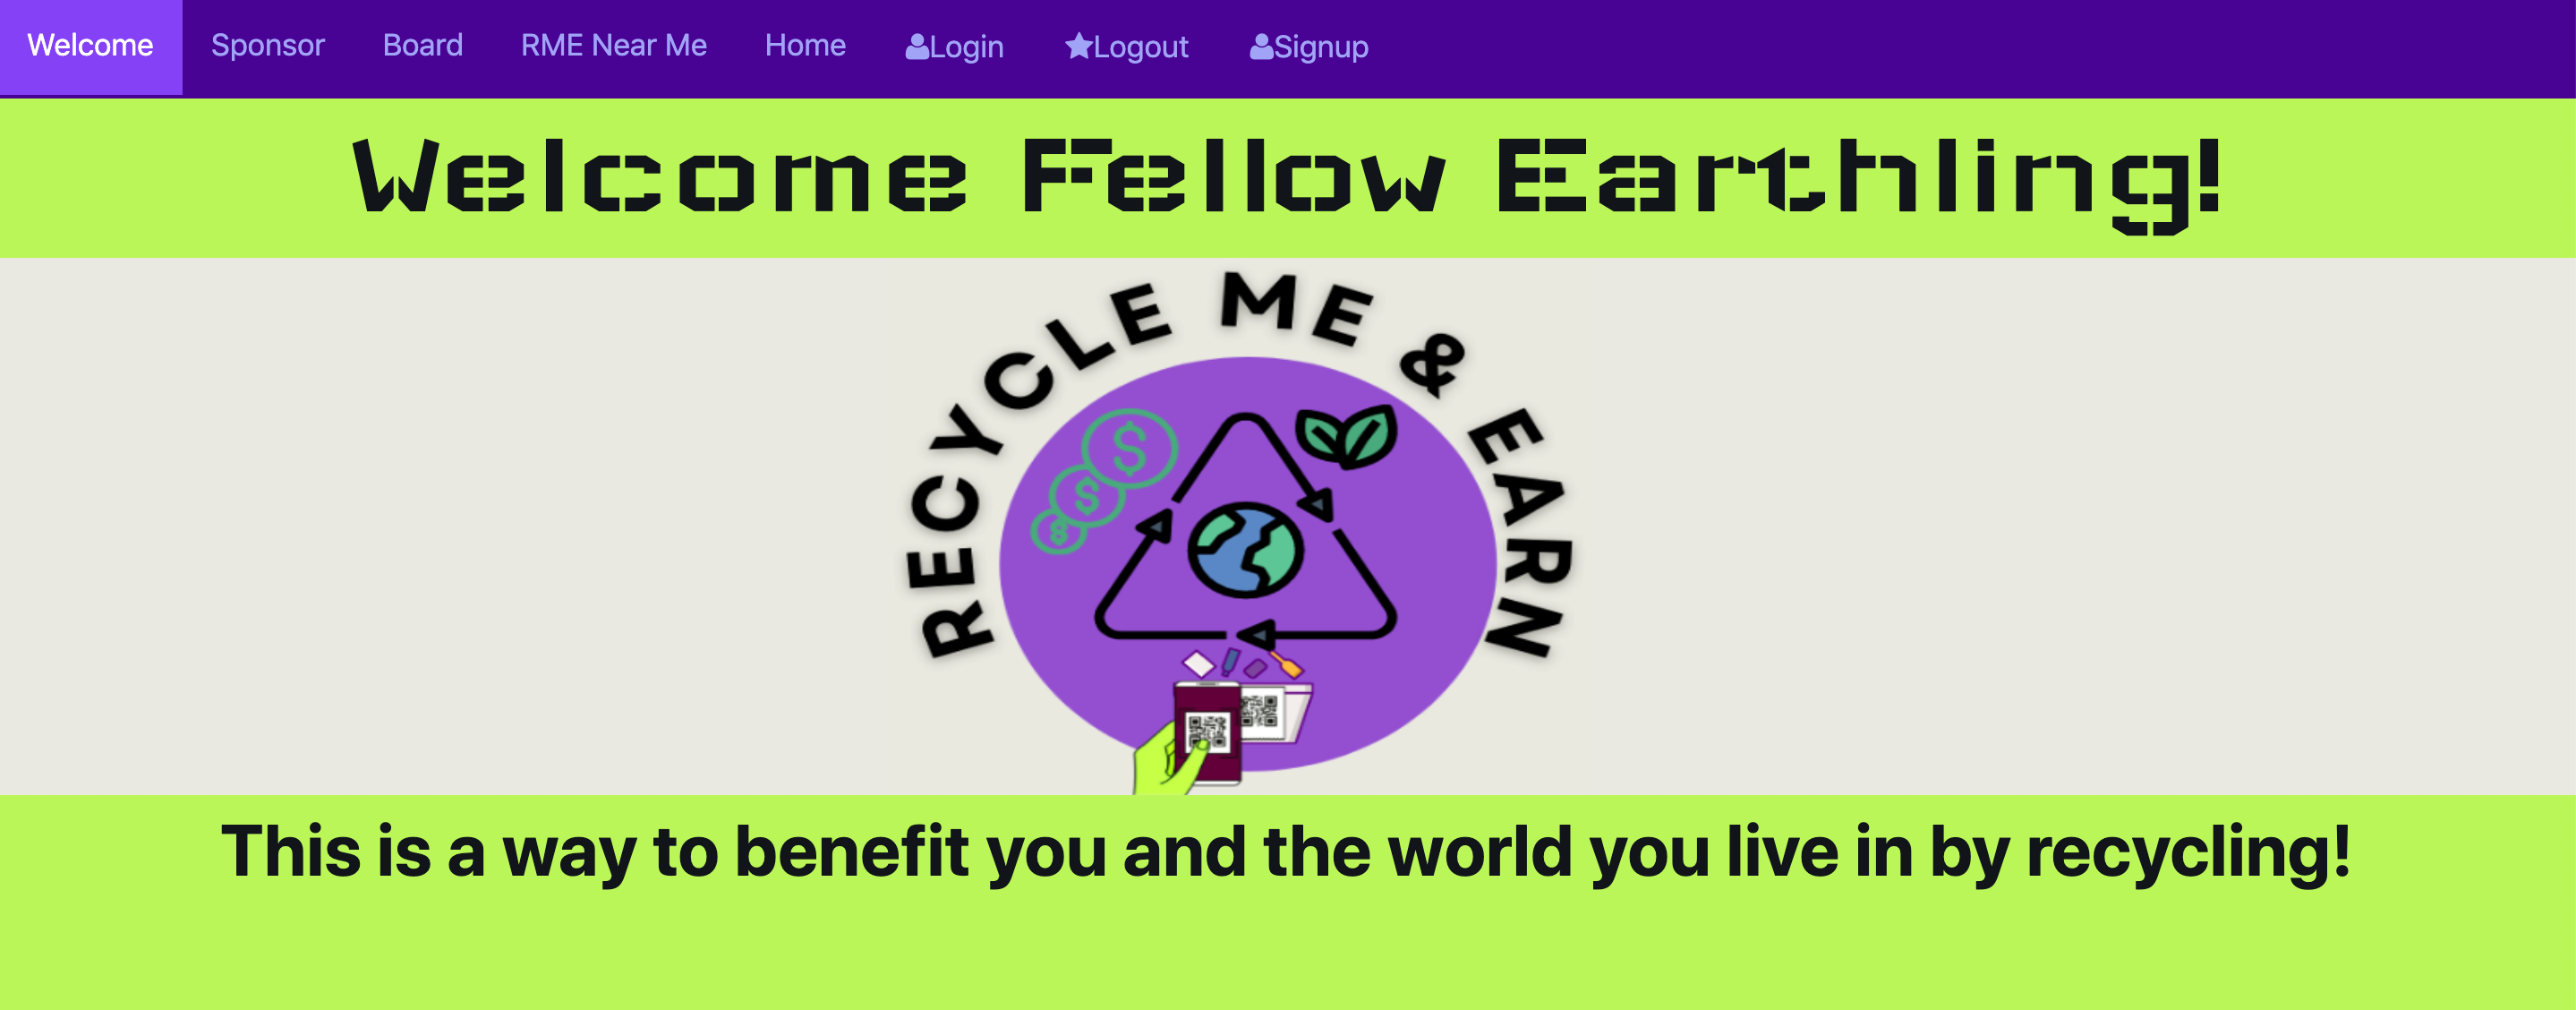 Welcome Sponsor Board RME Near Me Home Login Logout Signup
Welcome Fellow Earthling!
RECYCLE ME & EARN
$
$
$
This is a way to benefit you and the world you live in by recycling!